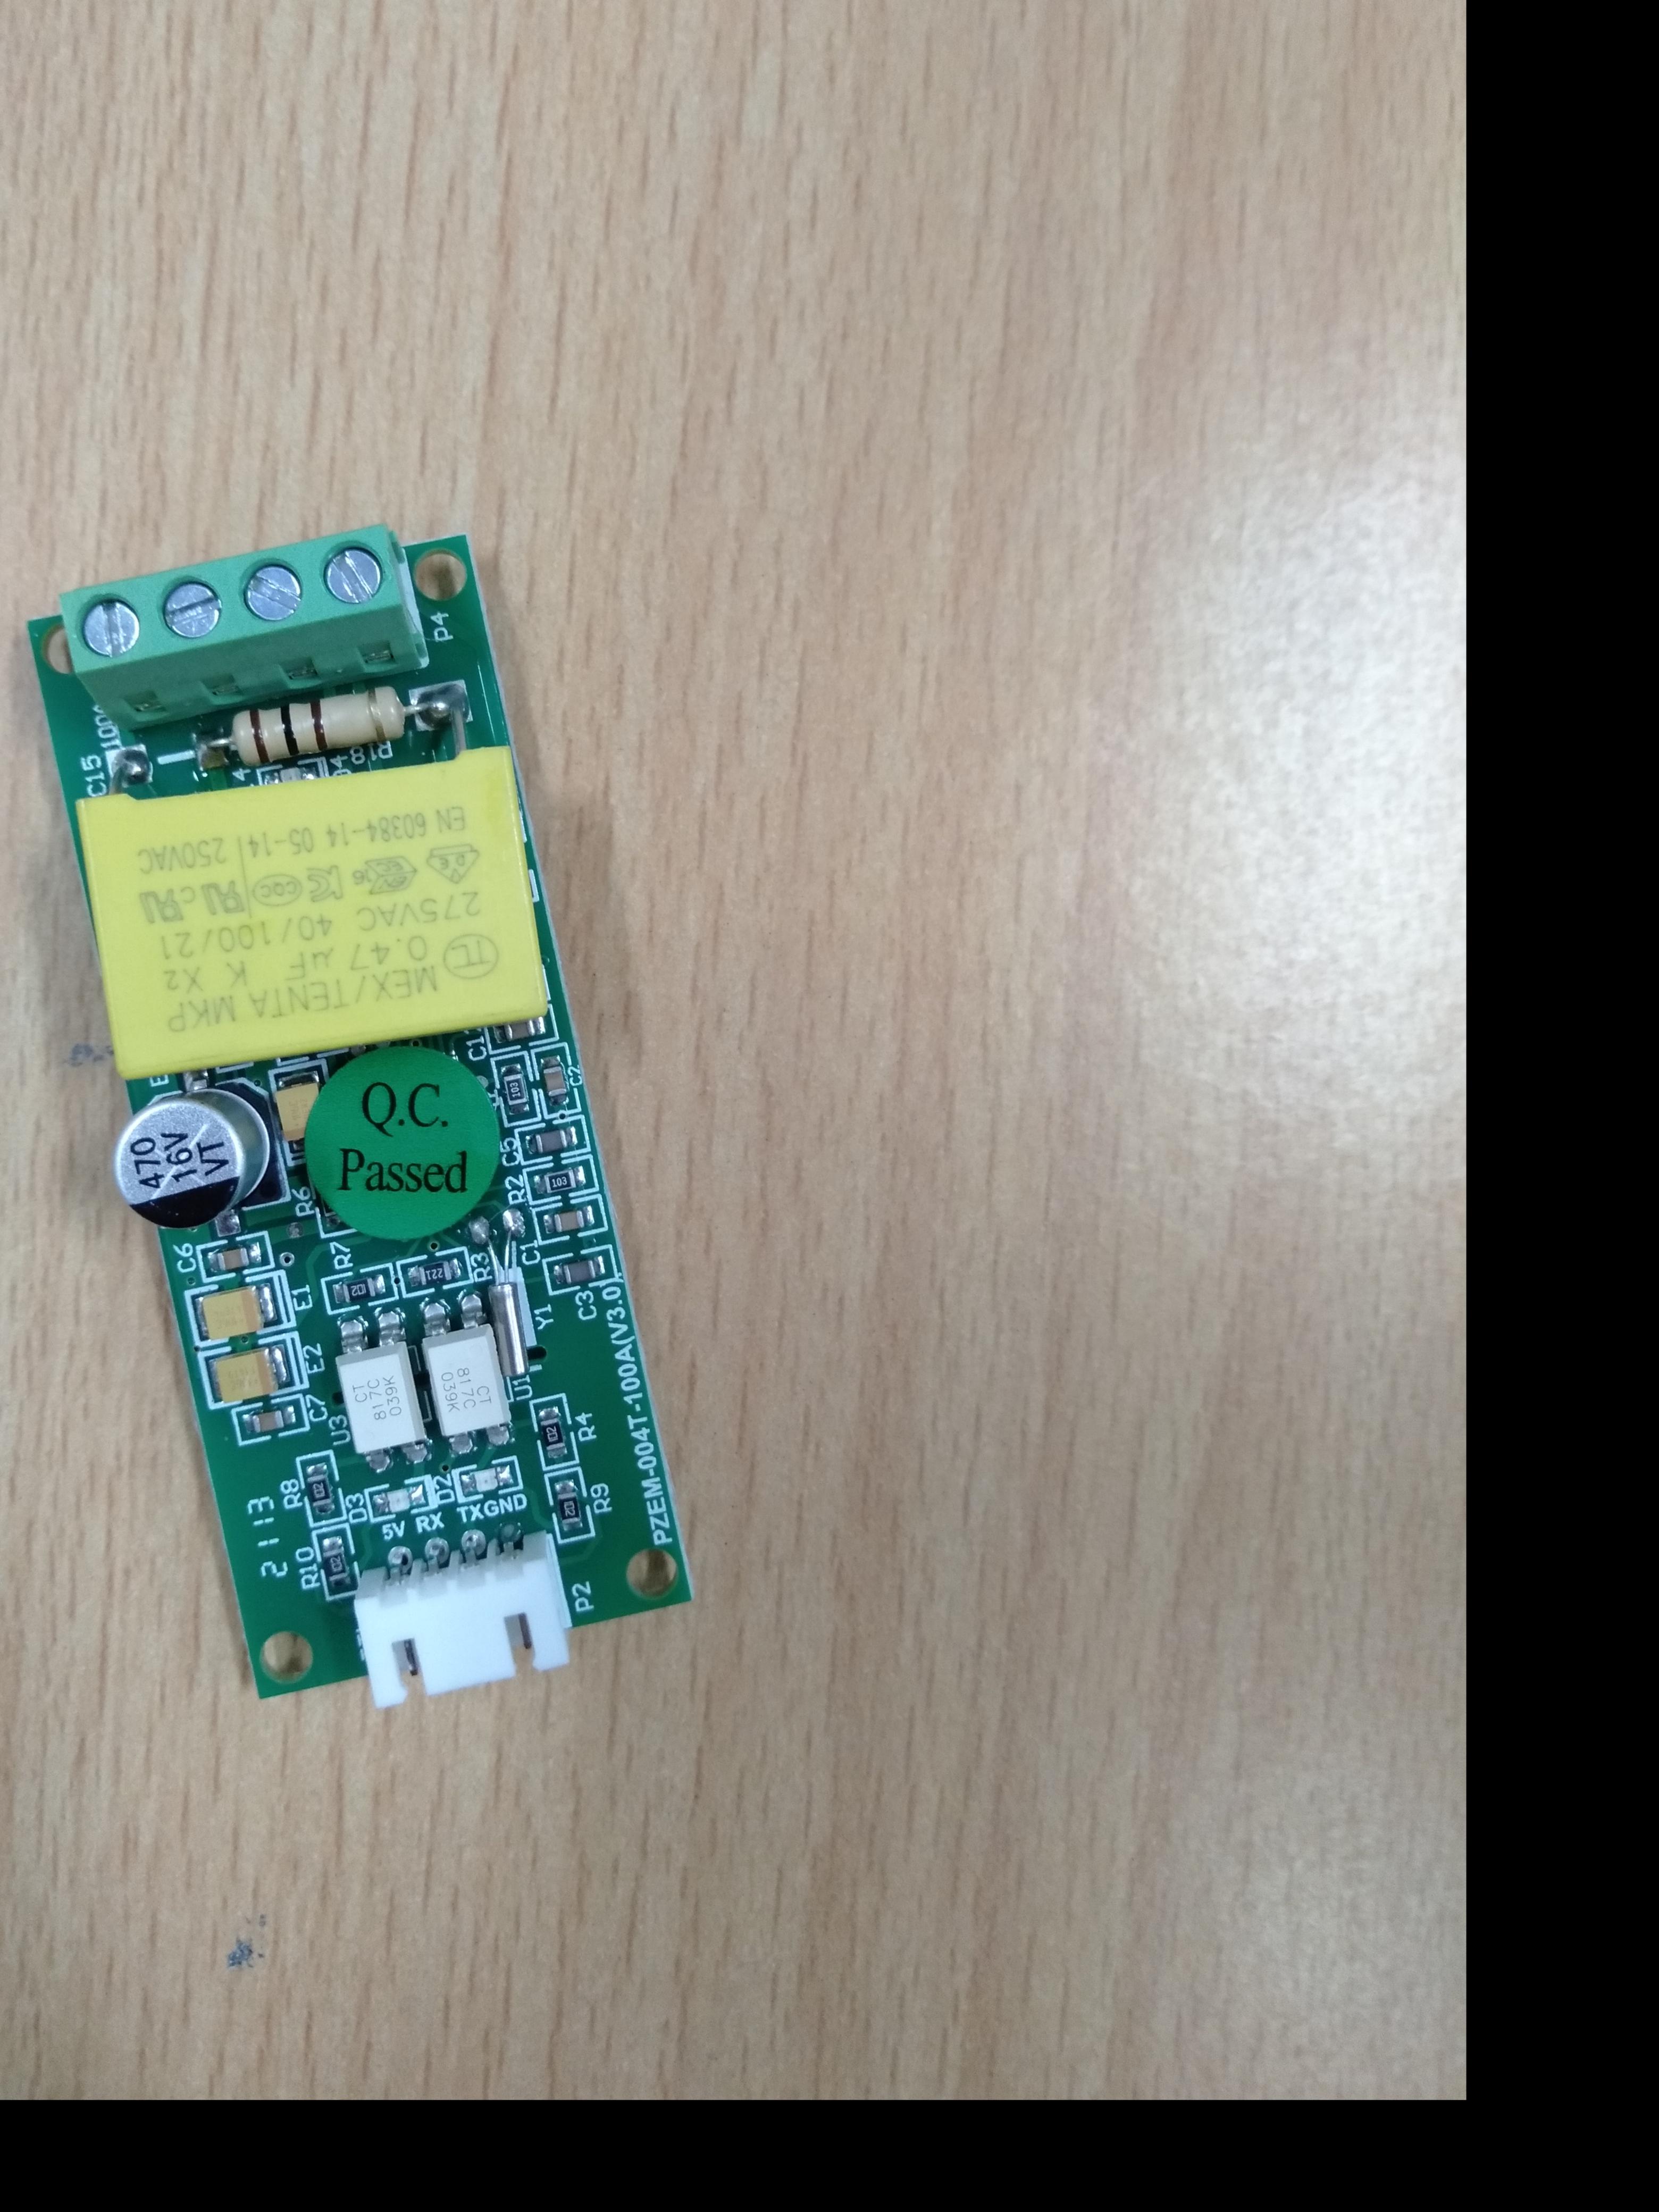 P4
C15
EN 60384-14 05-14 250VAC
275VAC 40/100/21
0.47 µF K X2
MEX/TENTA MKP
Q.C.
Passed
470
16V
VT
103
C2
C5
R2
103
R6
C6
R7
R3
C1
221
E1
Y1
C3
E2
C7
U3
CT
817C
039K
CT
817C
039K
U1
R4
R8
D3
D2
R9
5V RX TX GND
2113
R10
P2
PZEM-004T-100A(V3.0)